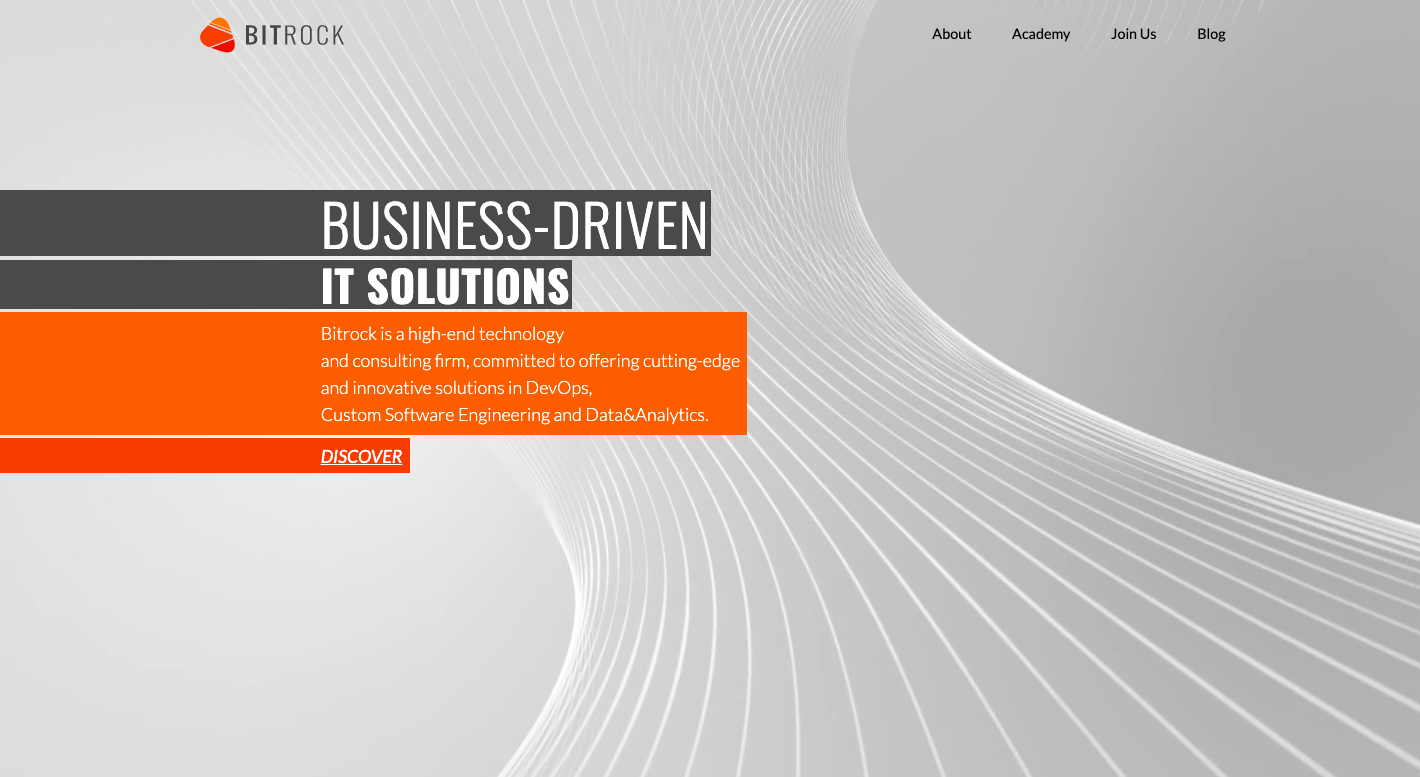 BITROCK
About
Academy
Join Us
Blog
BUSINESS-DRIVEN
IT SOLUTIONS
Bitrock is a high-end technology
and consulting firm, committed to offering cutting-edge
and innovative solutions in DevOps,
Custom Software Engineering and Data&Analytics.
DISCOVER